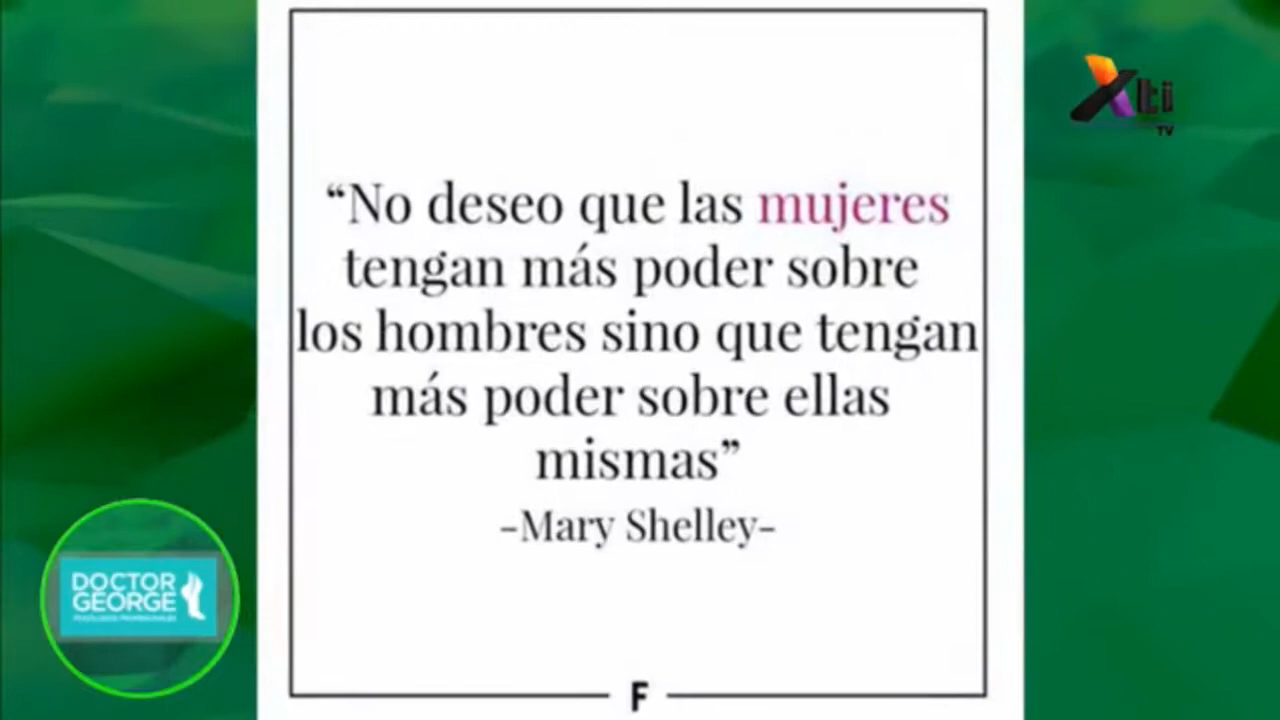 Xti
TV
“No deseo que las mujeres
tengan más poder sobre
los hombres sino que tengan
más poder sobre ellas
mismas”
-Mary Shelley-
DOCTOR
GEORGE
F